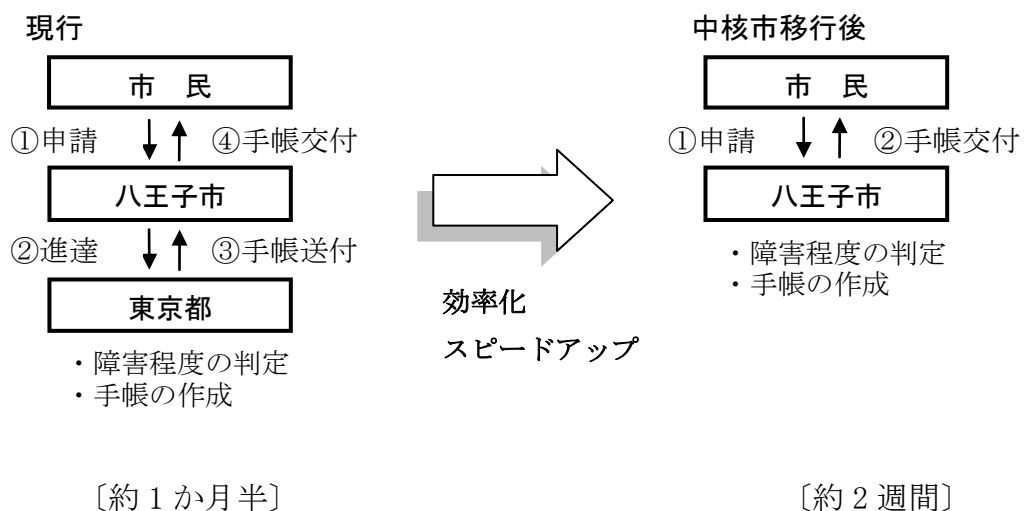 現行
市　民
①申請
④手帳交付
八王子市
②進達
③手帳送付
東京都
・障害程度の判定
・手帳の作成
〔約１か月半〕
効率化
スピードアップ
中核市移行後
市　民
①申請
②手帳交付
八王子市
・障害程度の判定
・手帳の作成
〔約２週間〕